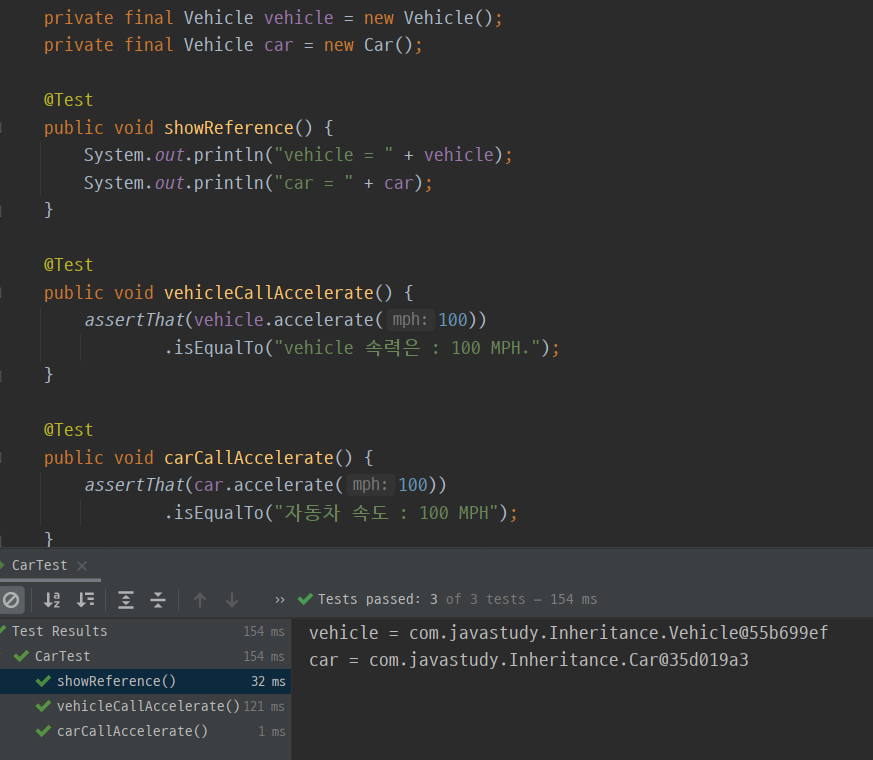 private final Vehicle vehicle = new Vehicle();
private final Vehicle car = new Car();
@Test
public void showReference() {
System.out.println("vehicle = " + vehicle);
System.out.println("car = " + car);
}
@Test
public void vehicleCallAccelerate() {
assertThat(vehicle.accelerate( mph: 100))
.isEqualTo("vehicle 속력은 : 100 MPH.");
}
@Test
public void carCallAccelerate() {
assertThat(car.accelerate( mph: 100))
.isEqualTo("자동차 속도 : 100 MPH");
}
CarTest
Tests passed: 3 of 3 tests – 154 ms
Test Results 154 ms
CarTest 154 ms
showReference() 32 ms
vehicleCallAccelerate() 121 ms
carCallAccelerate() 1 ms
vehicle = com.javastudy.Inheritance.Vehicle@55b699ef
car = com.javastudy.Inheritance.Car@35d019a3